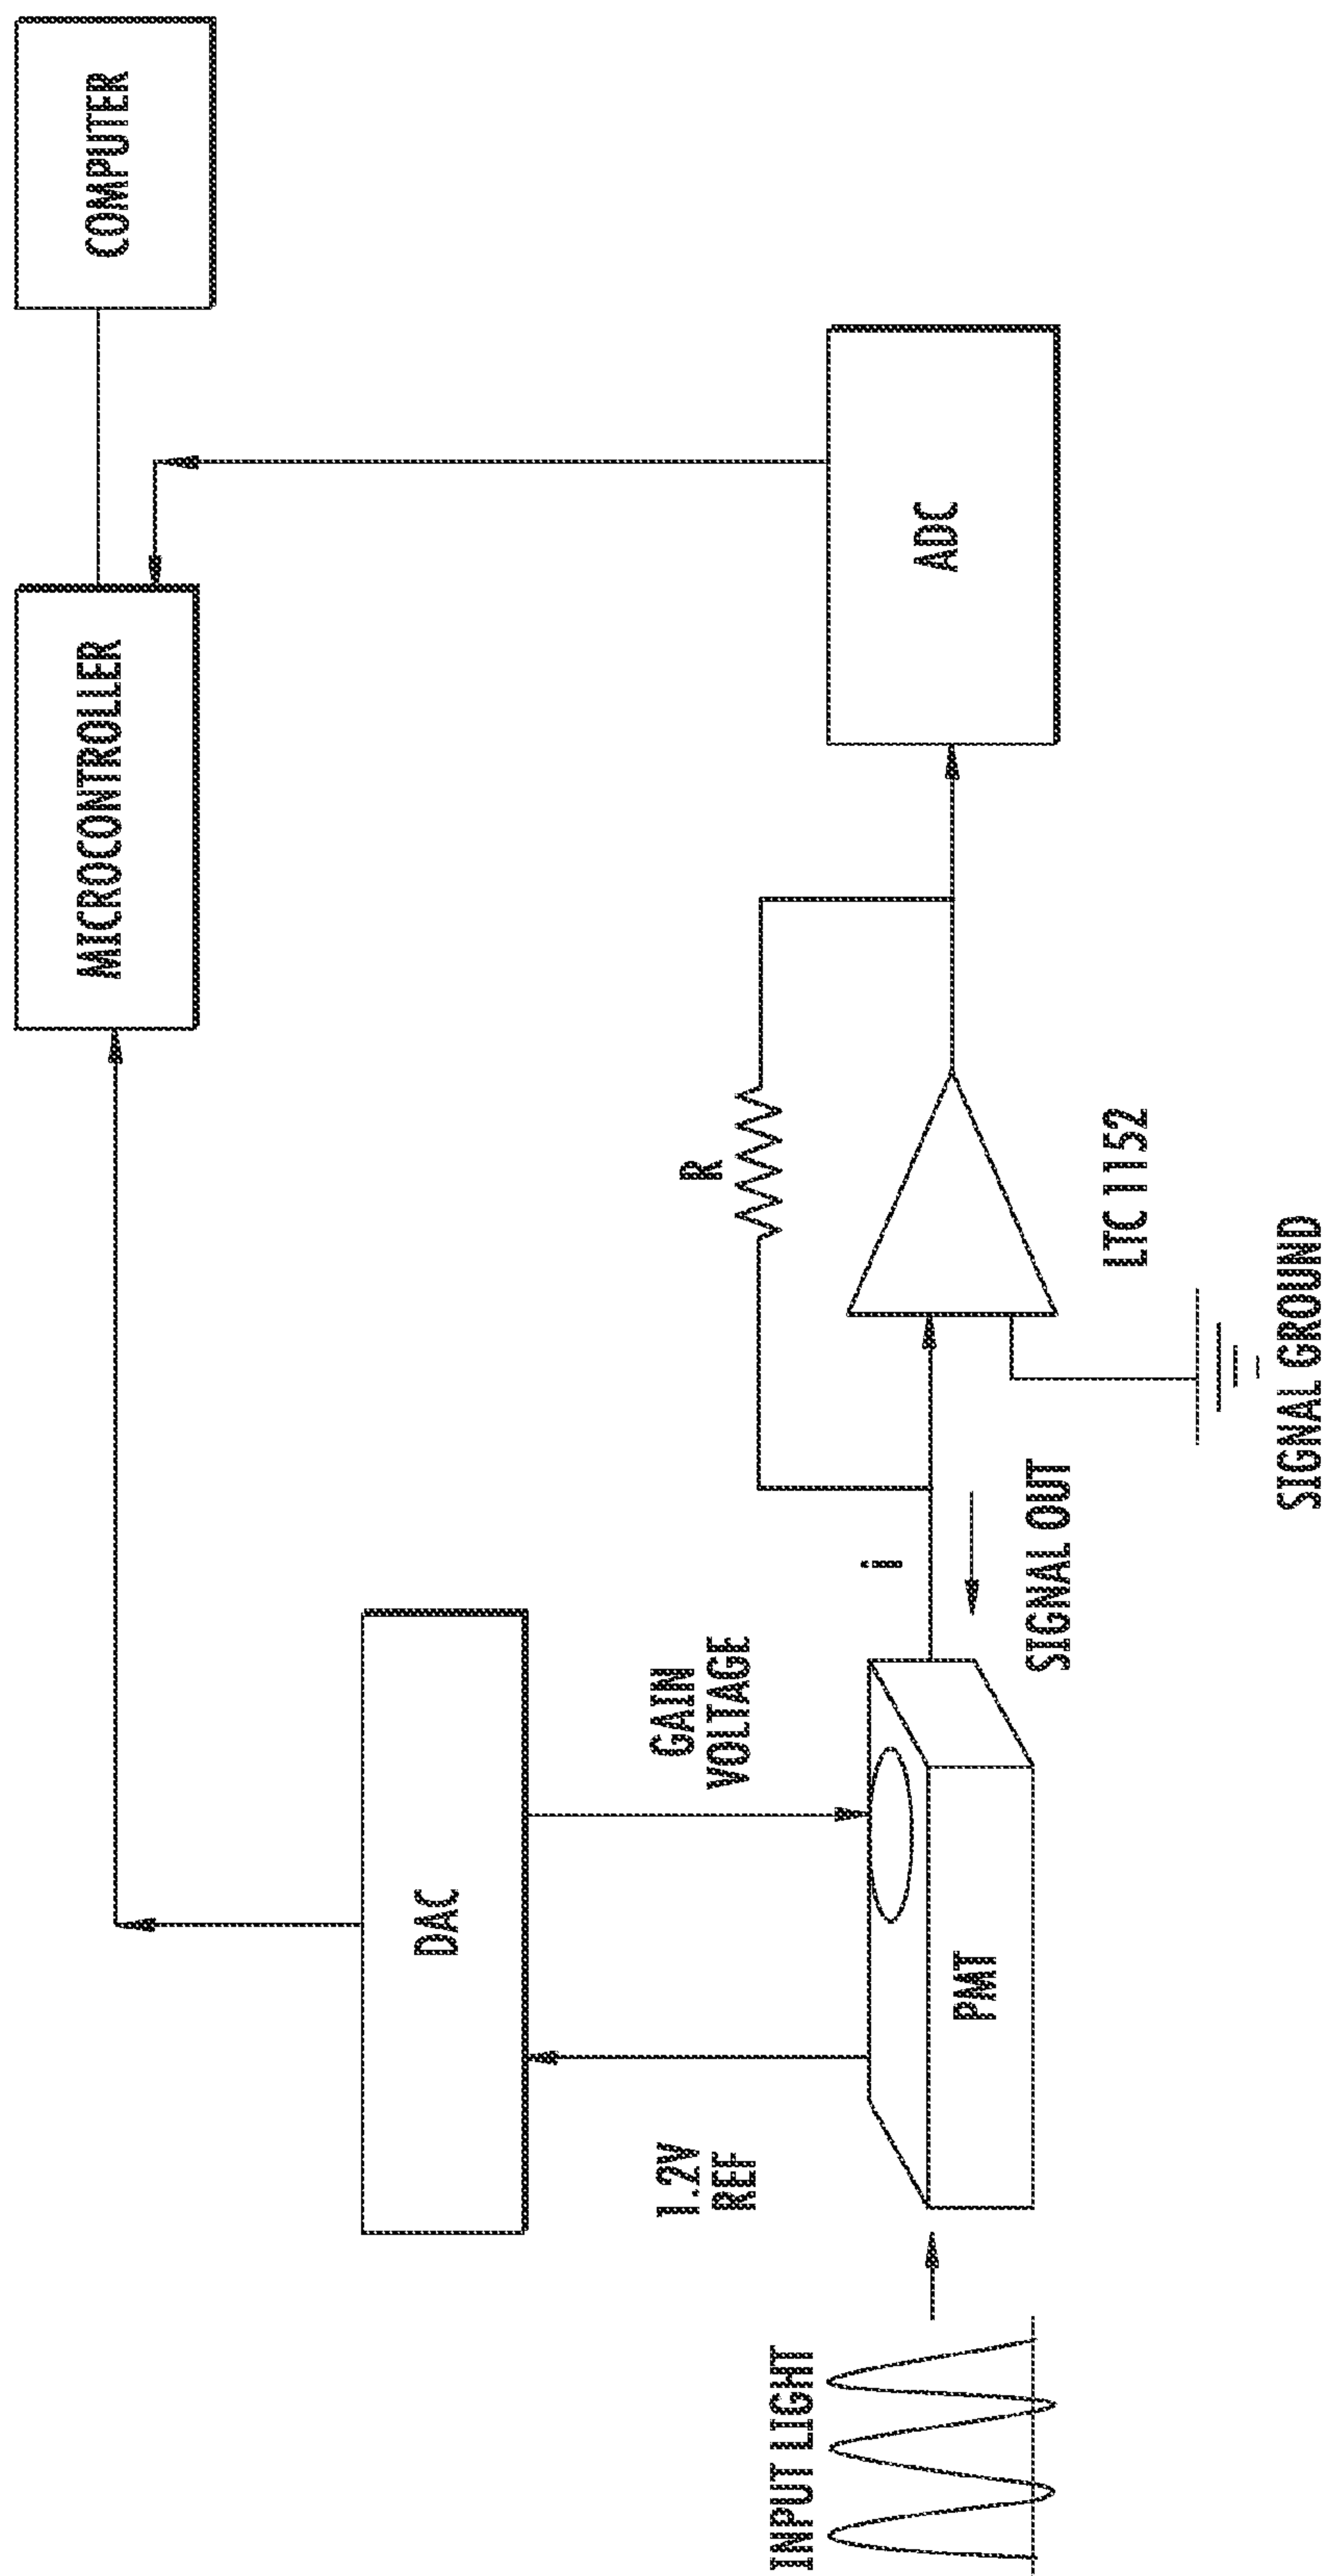 COMPUTER
MICROCONTROLLER
ADC
R
LTC 1152
SIGNAL GROUND
i
SIGNAL OUT
DAC
GAIN
VOLTAGE
1.2V
REF
PMT
INPUT LIGHT